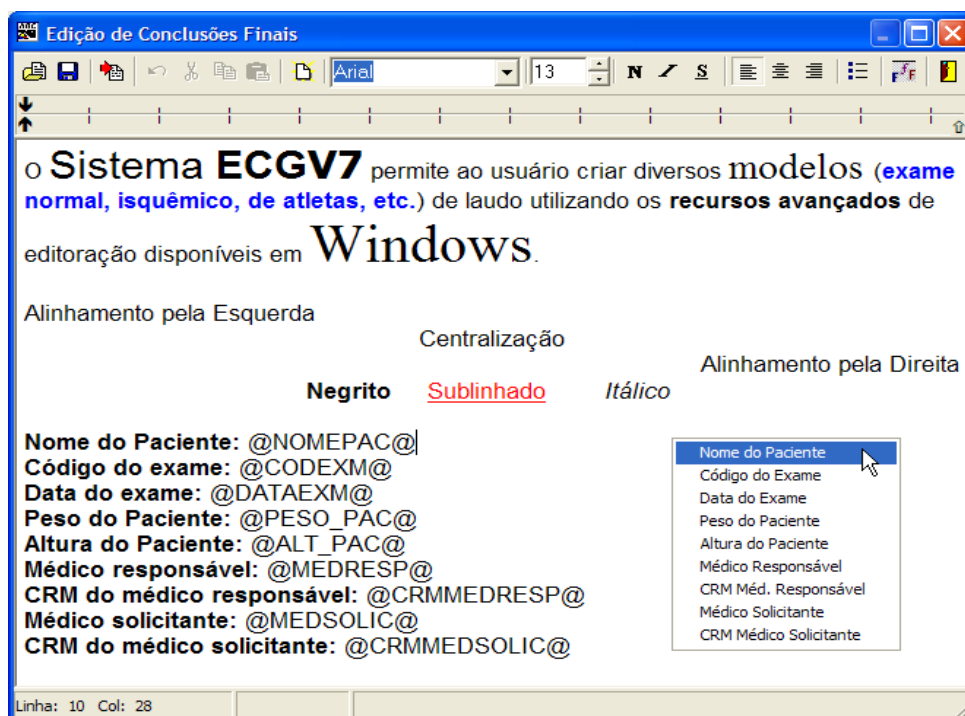 Edição de Conclusões Finais
Arial 13 N I S
o Sistema ECGV7 permite ao usuário criar diversos modelos (exame
normal, isquêmico, de atletas, etc.) de laudo utilizando os recursos avançados de
editoração disponíveis em Windows.
Alinhamento pela Esquerda
Centralização
Alinhamento pela Direita
Negrito Sublinhado Itálico
Nome do Paciente: @NOMEPAC@
Código do exame: @CODEXM@
Data do exame: @DATAEXM@
Peso do Paciente: @PESO_PAC@
Altura do Paciente: @ALT_PAC@
Médico responsável: @MEDRESP@
CRM do médico responsável: @CRMMEDRESP@
Médico solicitante: @MEDSOLIC@
CRM do médico solicitante: @CRMMEDSOLIC@
Nome do Paciente
Código do Exame
Data do Exame
Peso do Paciente
Altura do Paciente
Médico Responsável
CRM Méd. Responsável
Médico Solicitante
CRM Médico Solicitante
Linha: 10 Col: 28